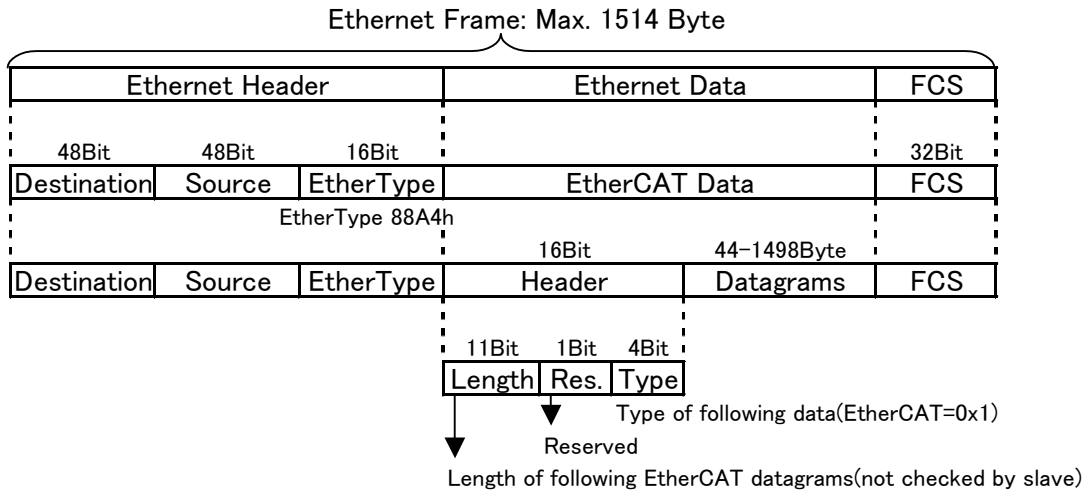 Ethernet Frame: Max. 1514 Byte
Ethernet Header Ethernet Data FCS
48Bit 48Bit 16Bit 32Bit
Destination Source EtherType EtherCAT Data FCS
EtherType 88A4h
16Bit 44-1498Byte
Destination Source EtherType Header Datagrams FCS
11Bit 1Bit 4Bit
Length Res. Type
Type of following data(EtherCAT=0x1)
Reserved
Length of following EtherCAT datagrams(not checked by slave)